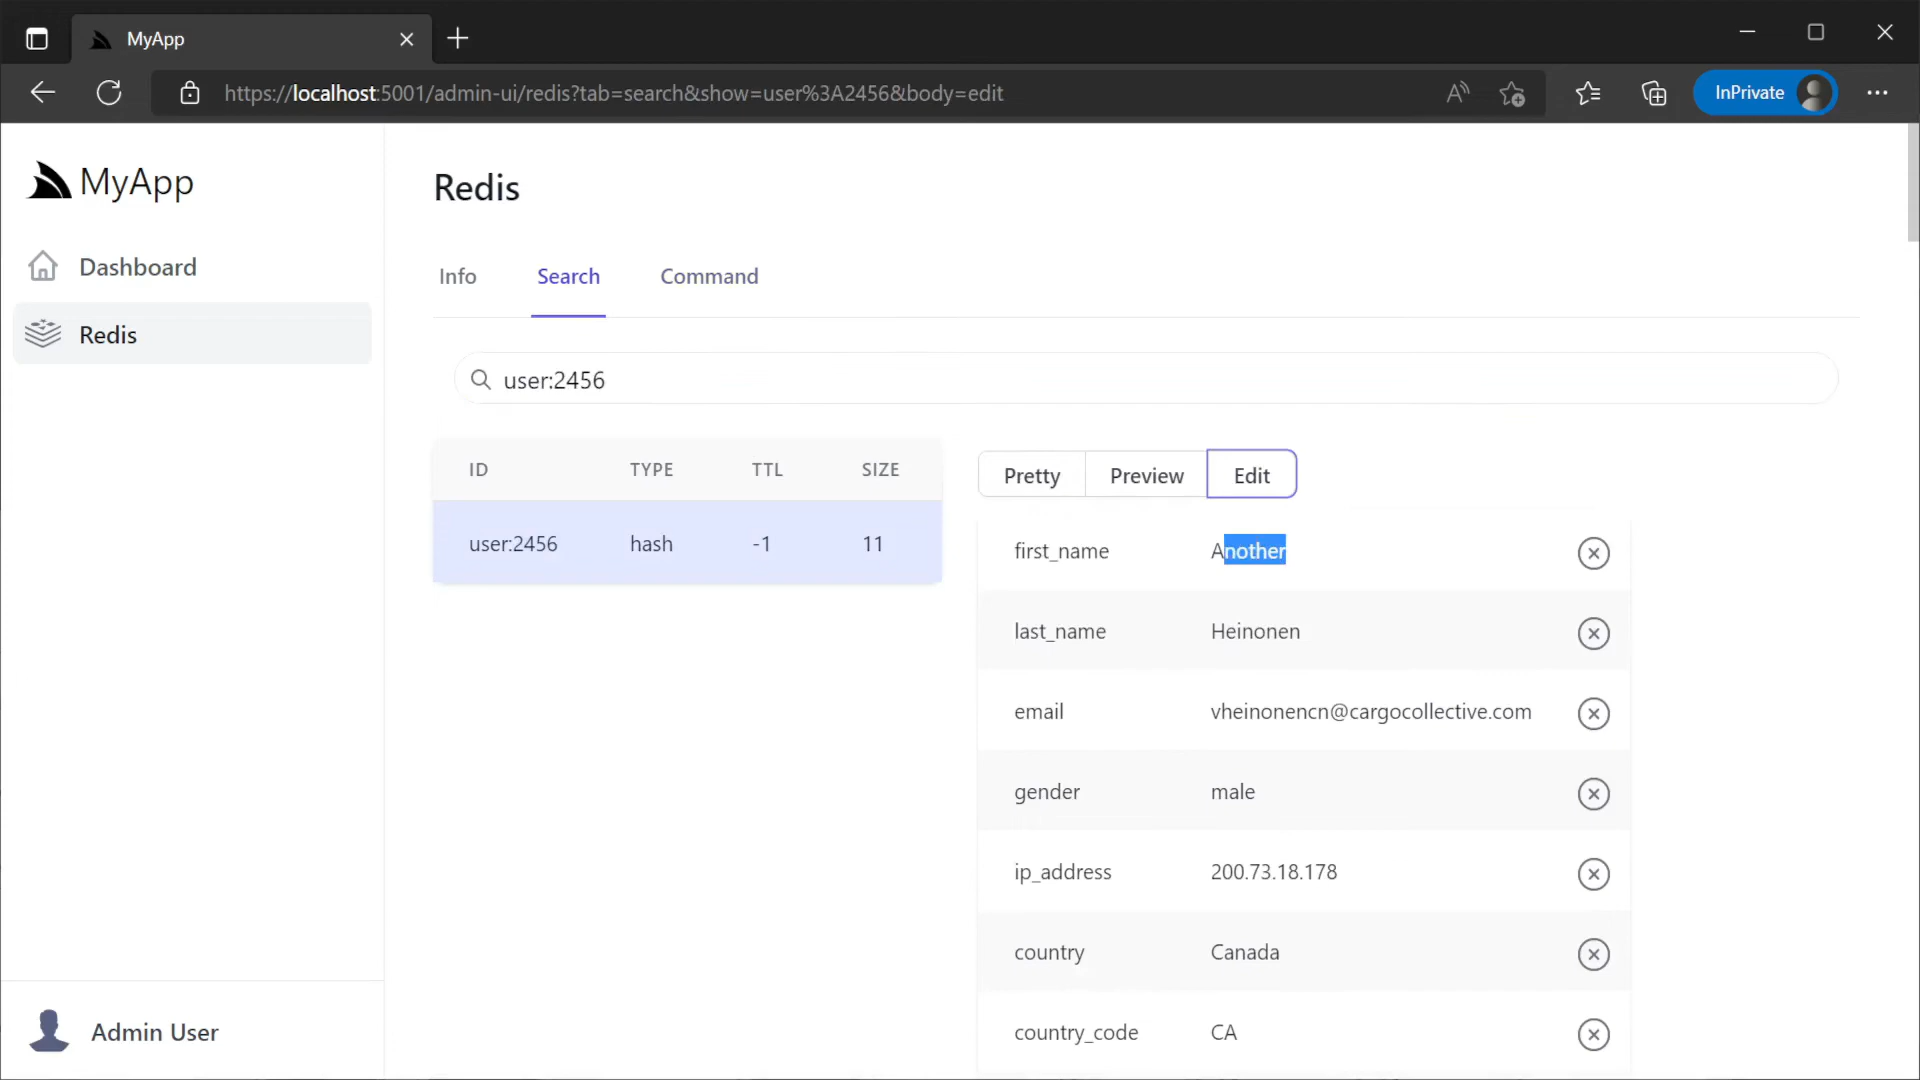 MyApp
https://localhost:5001/admin-ui/redis?tab=search&show=user%3A2456&body=edit
InPrivate
MyApp
Dashboard
Redis
Admin User
Redis
Info Search Command
user:2456
ID TYPE TTL SIZE
user:2456 hash -1 11
Pretty Preview Edit
first_name Another
last_name Heinonen
email vheinonencn@cargocollective.com
gender male
ip_address 200.73.18.178
country Canada
country_code CA